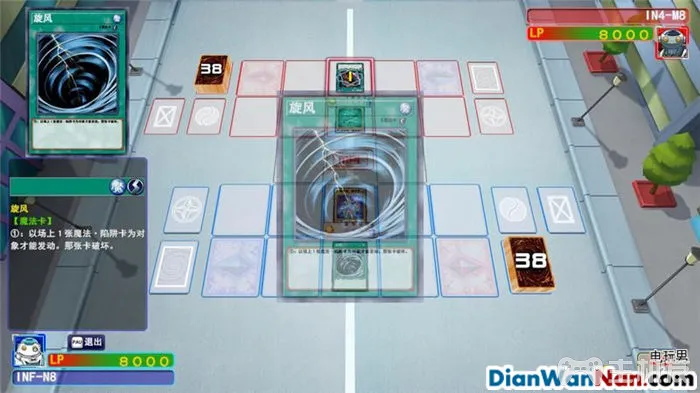 旋风
IN4-M8
LP 8000
38
旋风
旋风
【魔法卡】
①：以场上1张魔法·陷阱卡为对
象才能发动。那张卡破坏。
38
PAU 退出
LP 8000
INF-N8
电玩男
DianWanNan.com